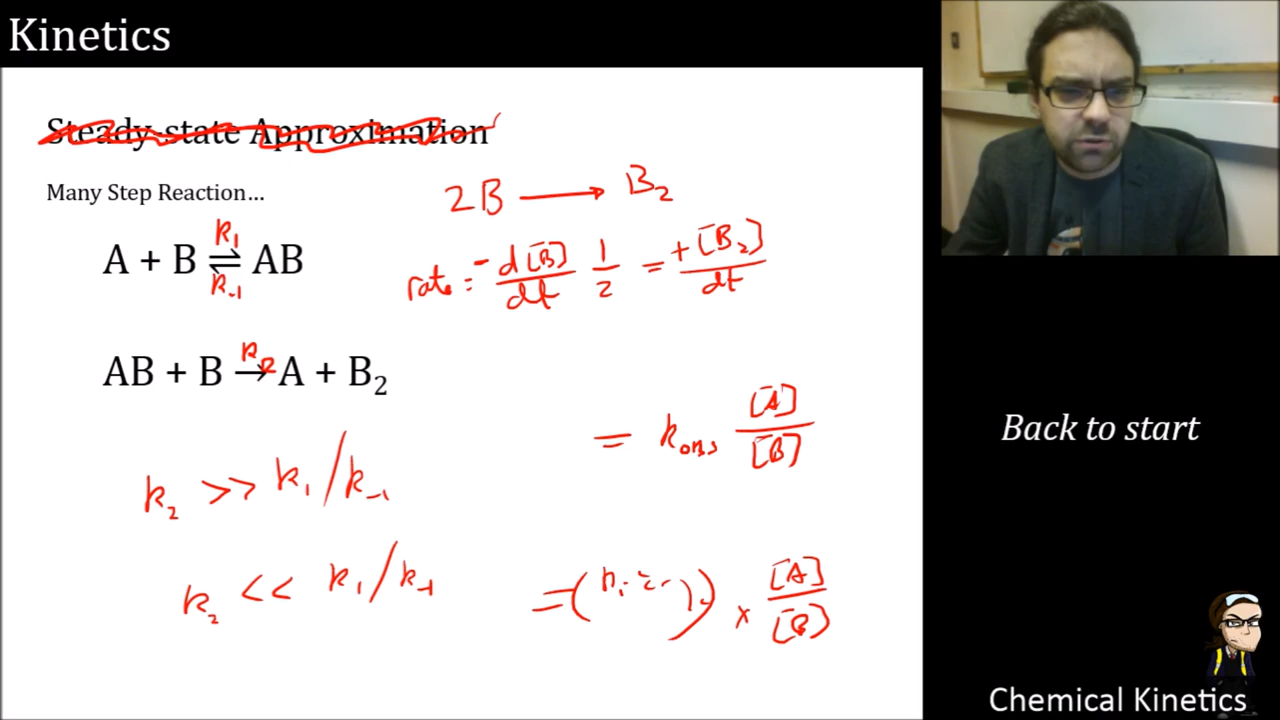 Kinetics
Steady-state Approximation
Many Step Reaction...
2B → B₂
k₁
A + B ⇌ AB
k₋₁
rate = -d[B]/dt 1/2 = +[B₂]/dt
k₂
AB + B → A + B₂
= k_obs [A]/[B]
Back to start
k₂ >> k₁/k₋₁
k₂ << k₁/k₋₁
= ( ) × [A]/[B]
Chemical Kinetics